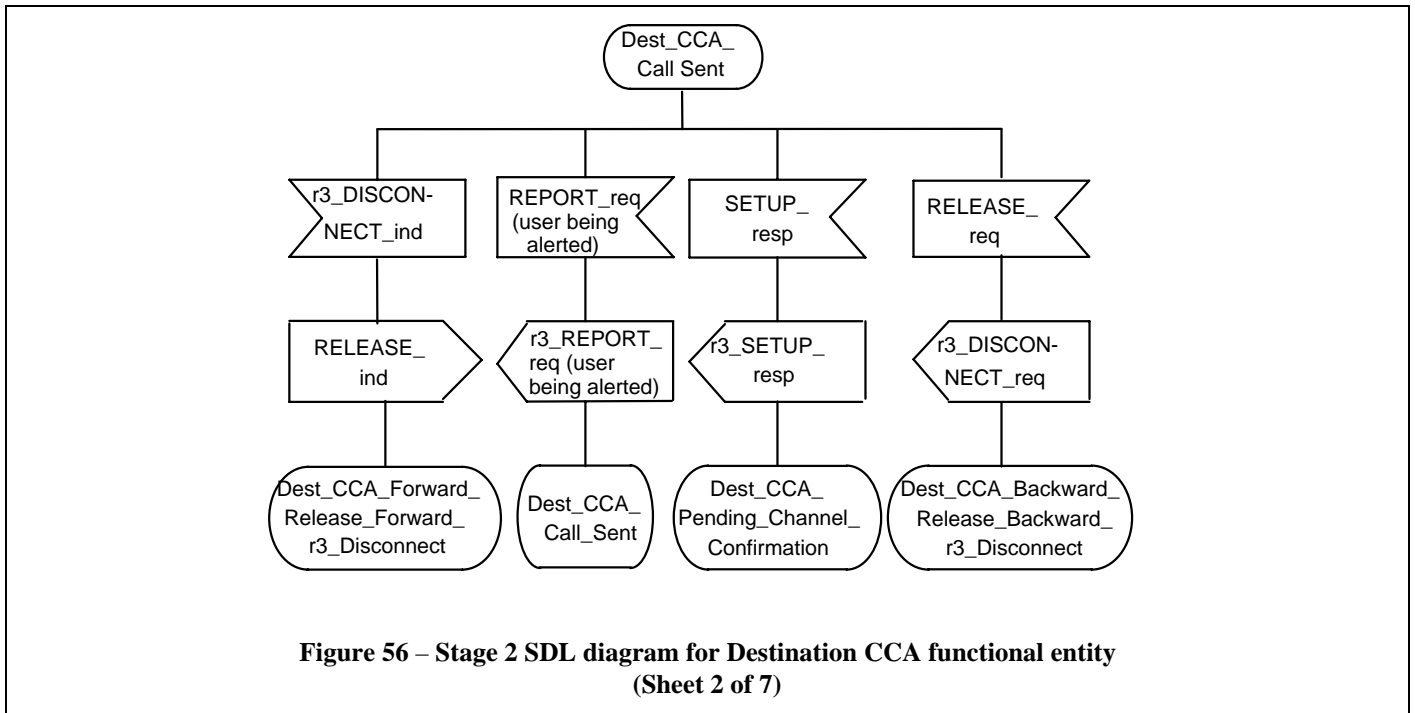 Dest_CCA_
Call Sent
r3_DISCON-
NECT_ind
REPORT_req
(user being
alerted)
SETUP_
resp
RELEASE_
req
RELEASE_
ind
r3_REPORT_
req (user
being alerted)
r3_SETUP_
resp
r3_DISCON-
NECT_req
Dest_CCA_Forward_
Release_Forward_
r3_Disconnect
Dest_CCA_
Call_Sent
Dest_CCA_
Pending_Channel_
Confirmation
Dest_CCA_Backward_
Release_Backward_
r3_Disconnect
Figure 56 – Stage 2 SDL diagram for Destination CCA functional entity
(Sheet 2 of 7)